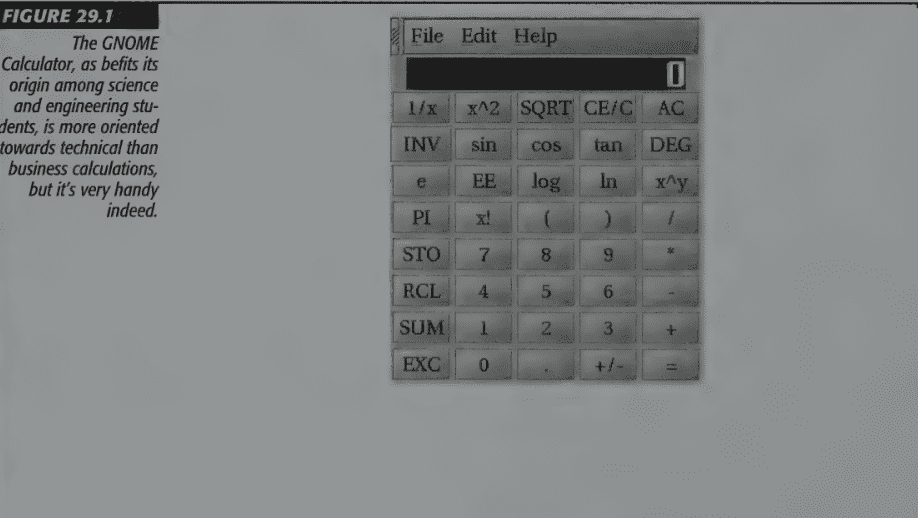 FIGURE 29.1
The GNOME
Calculator, as befits its
origin among science
and engineering stu-
dents, is more oriented
towards technical than
business calculations,
but it's very handy
indeed.
File Edit Help
0
1/x x^2 SQRT CE/C AC
INV sin cos tan DEG
e EE log ln x^y
PI x! ( ) /
STO 7 8 9 *
RCL 4 5 6 -
SUM 1 2 3 +
EXC 0 . +/- =